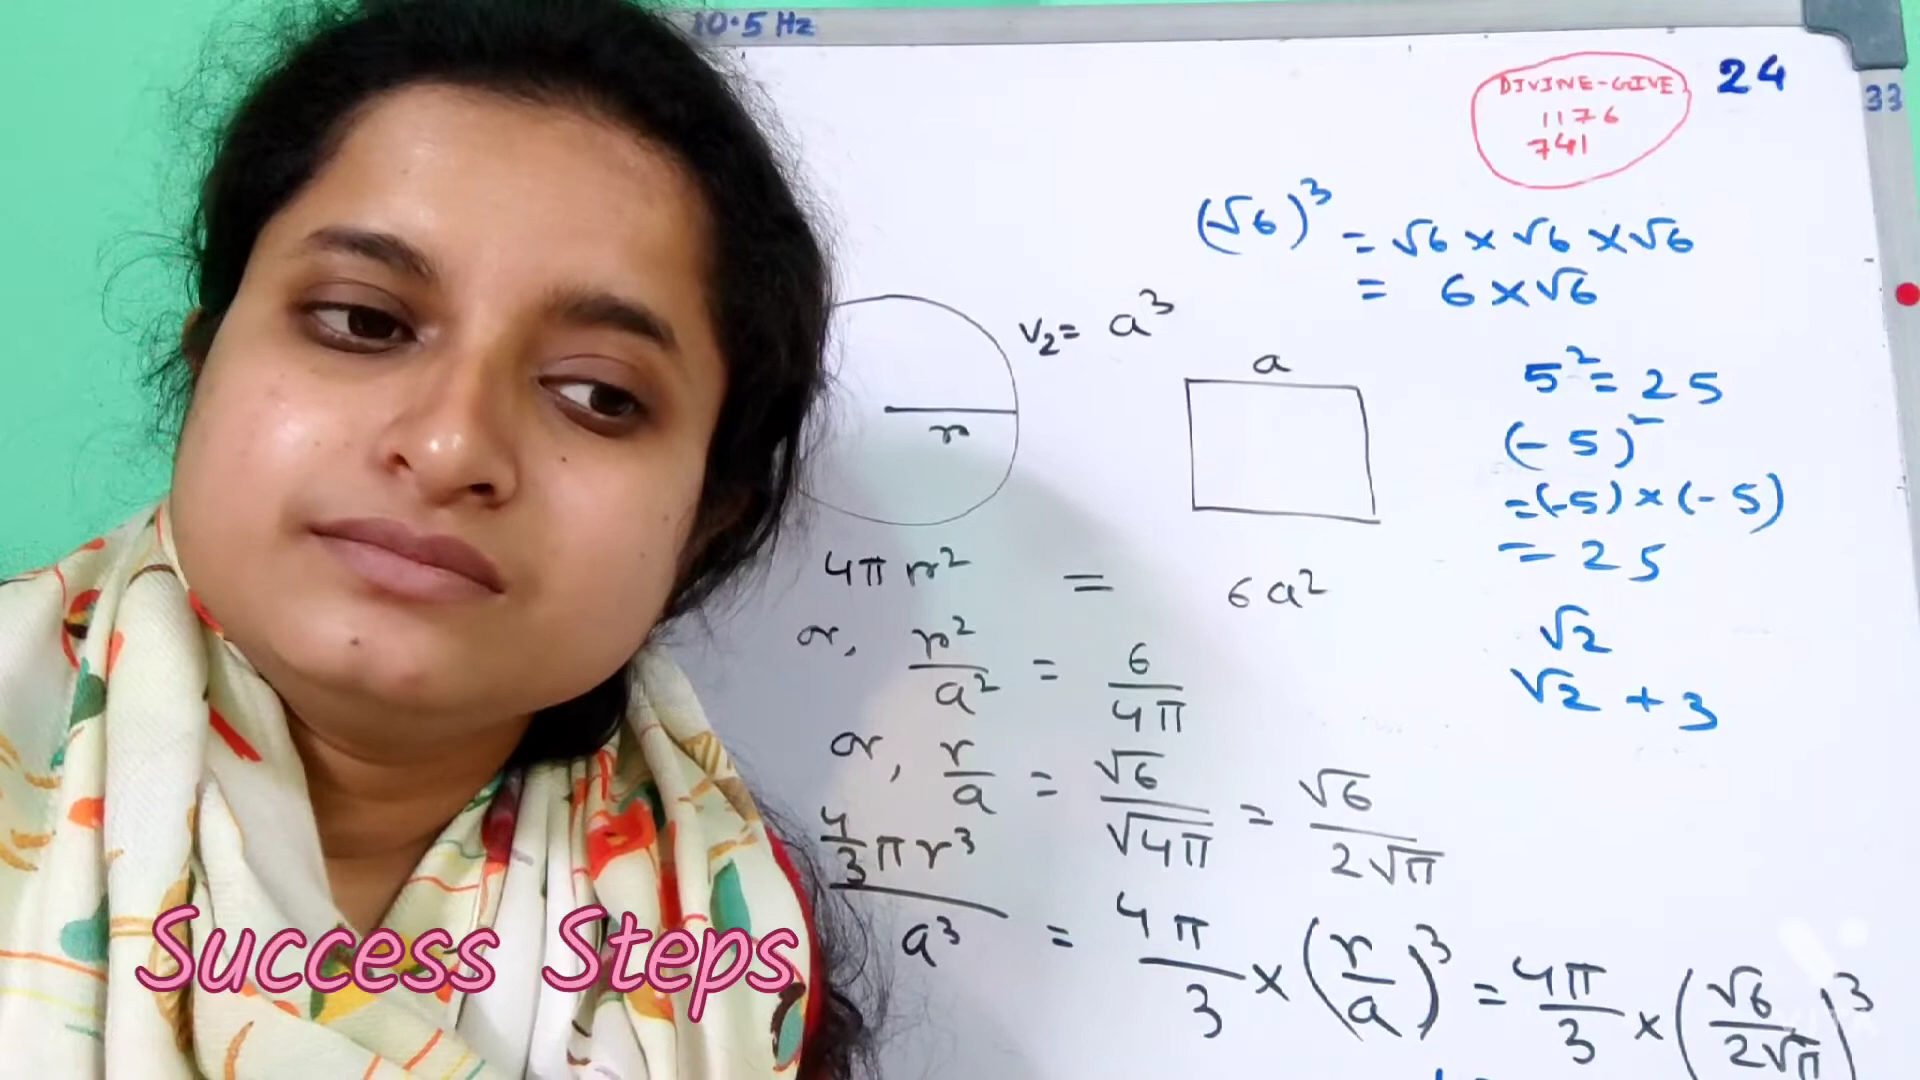 10.5 Hz
24
33
DIVINE-GIVE
1176
741
(√6)³ = √6 × √6 × √6
= 6 × √6
V₂ = a³
a
r
5² = 25
(-5)²
= (-5) × (-5)
= 25
√2
√2 + 3
4πr² = 6a²
or, r²/a² = 6/4π
or, r/a = √6/√4π = √6/2√π
4/3 πr³/a³ = 4π/3 × (r/a)³ = 4π/3 × (√6/2√π)³
Success Steps